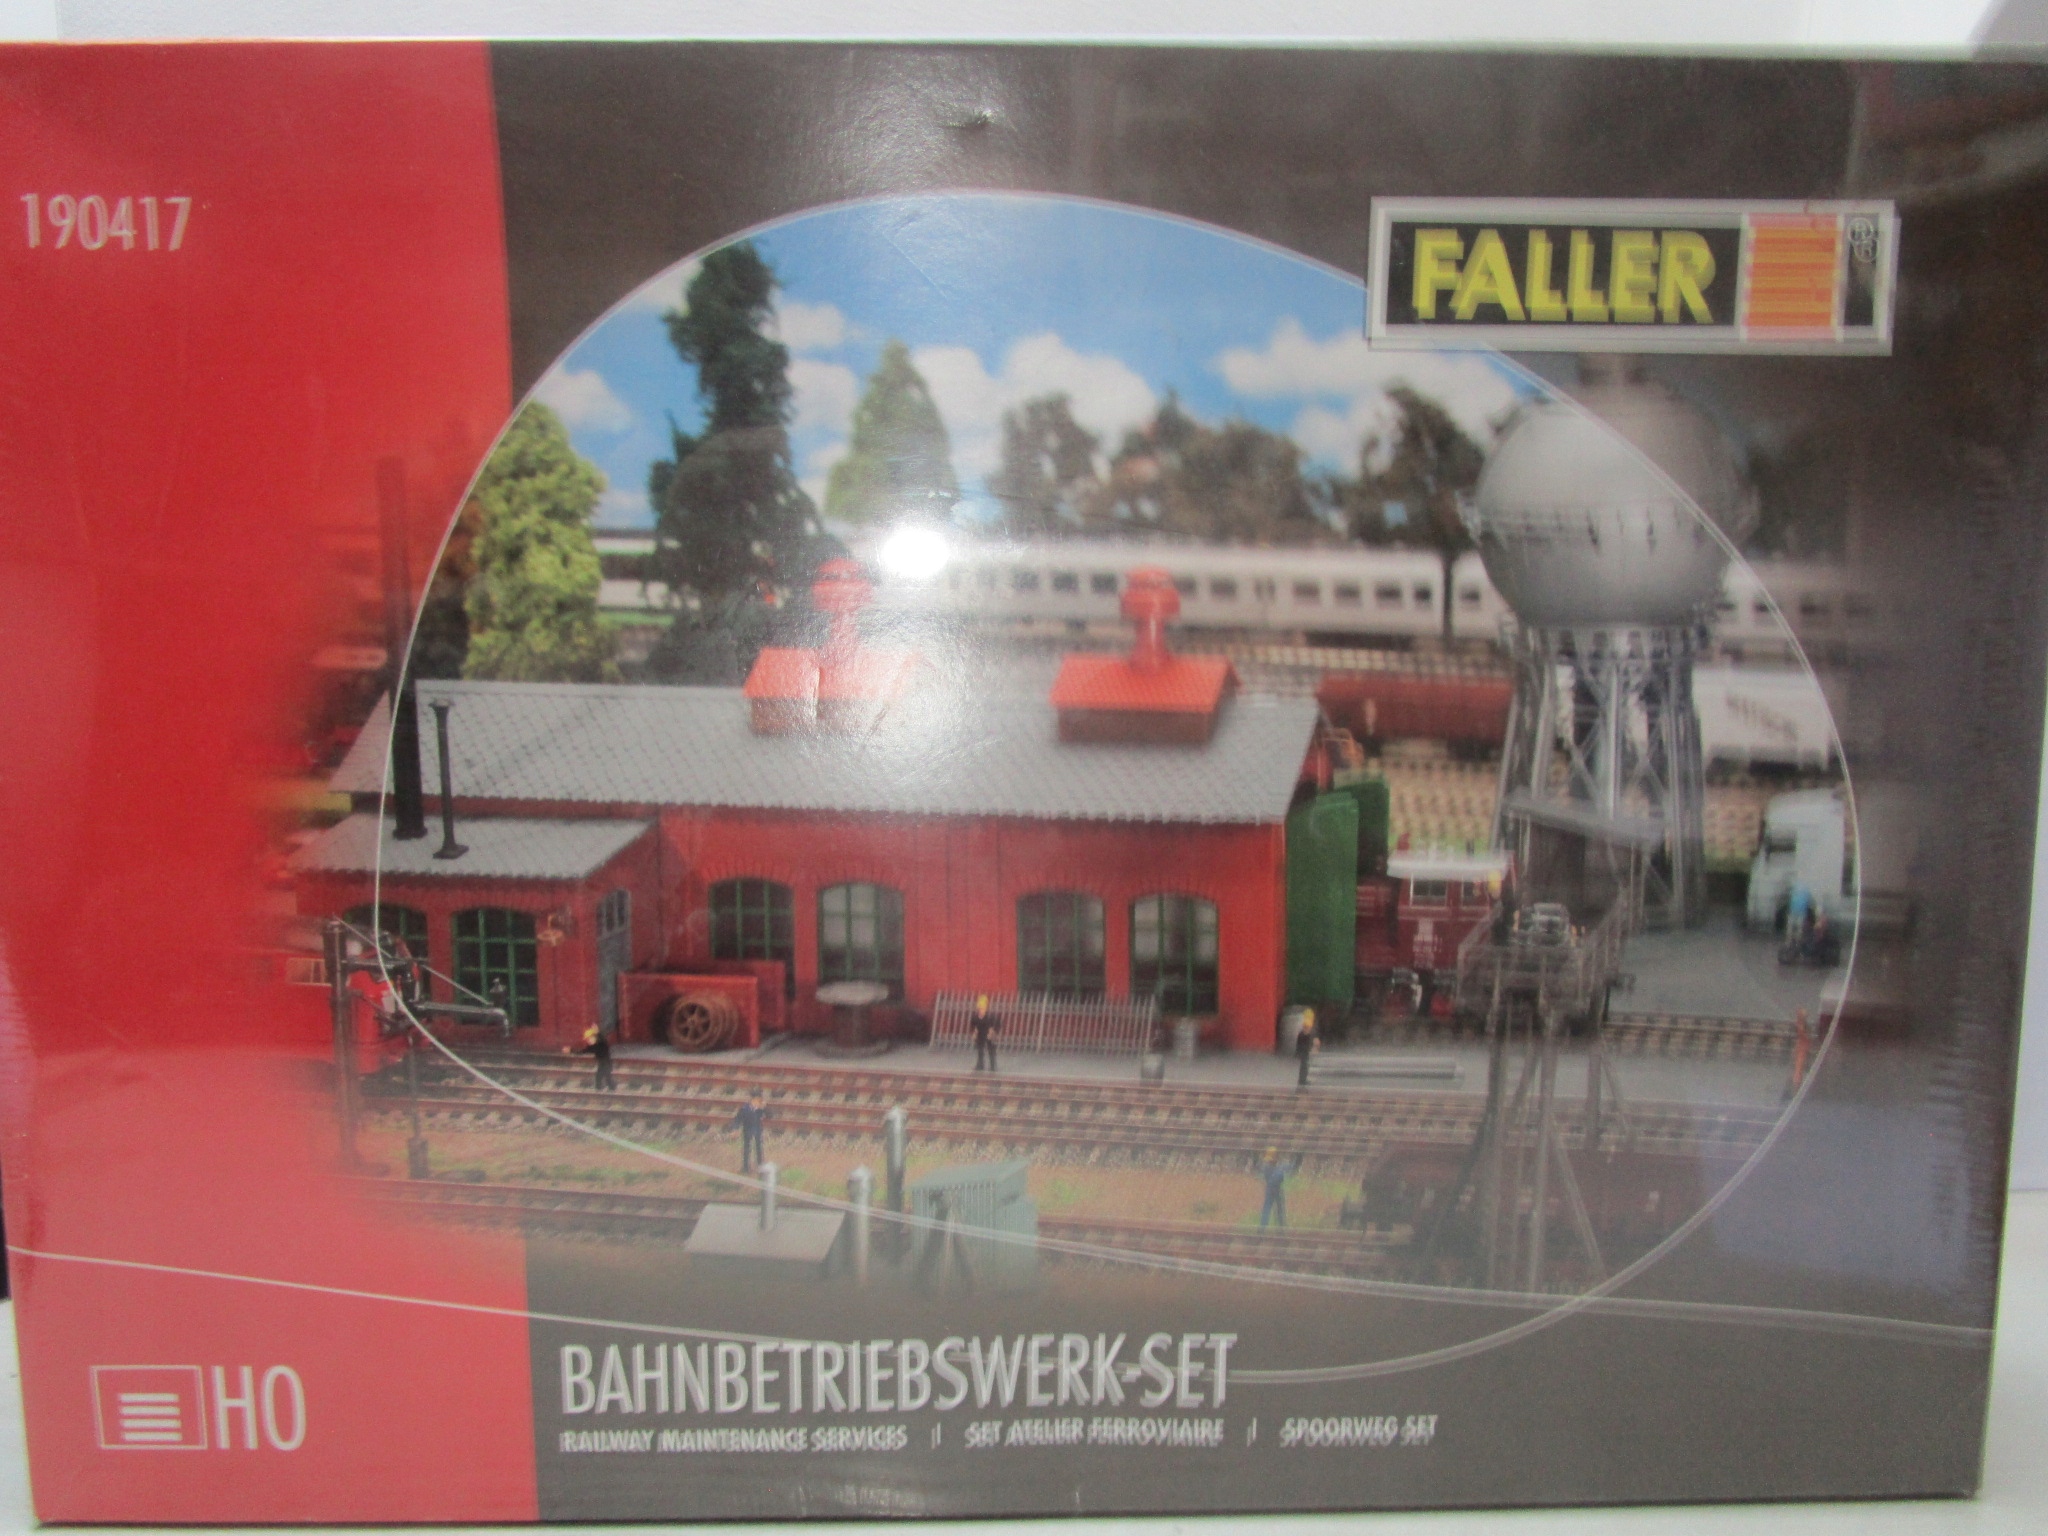 190417
FALLER ®
HO
BAHNBETRIEBSWERK-SET
RAILWAY MAINTENANCE SERVICES | SET ATELIER FERROVIAIRE | SPOORWEG SET